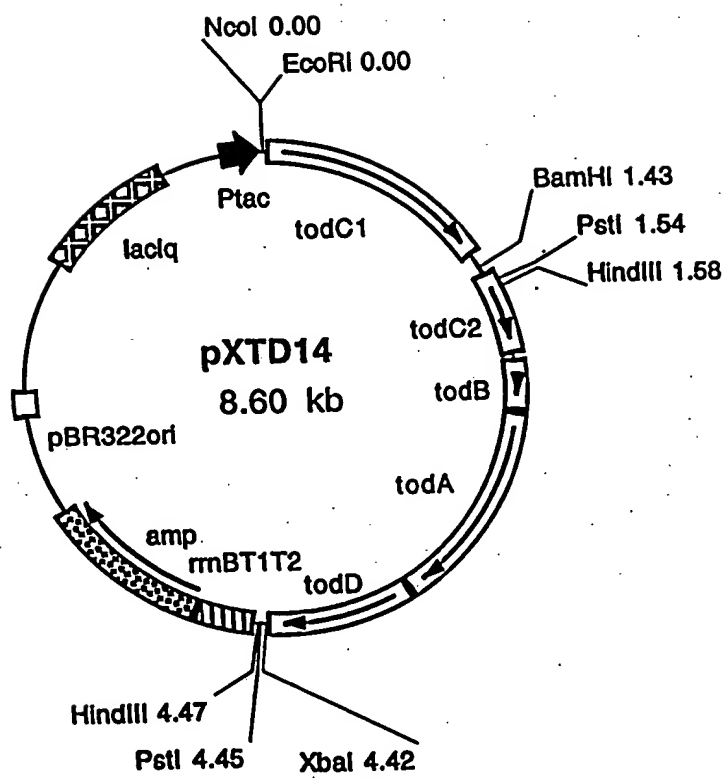 NcoI 0.00
EcoRI 0.00
BamHI 1.43
Ptac
PstI 1.54
todC1
lacIq
HindIII 1.58
todC2
pXTD14
8.60 kb
todB
pBR322ori
todA
amp
rrnBT1T2
todD
HindIII 4.47
PstI 4.45
XbaI 4.42